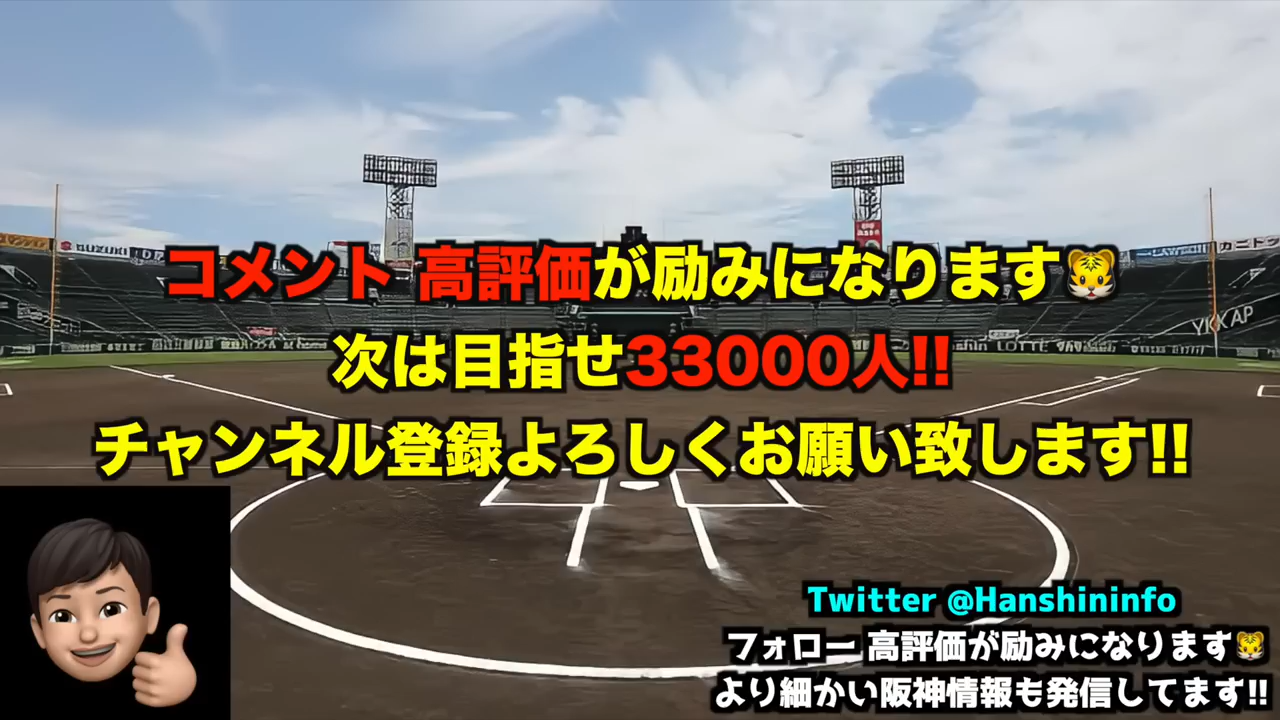 SUZUKI
コメント 高評価が励みになります🐯
次は目指せ33000人!!
YKK AP
LOTTE
チャンネル登録よろしくお願い致します!!
Twitter @Hanshininfo
フォロー 高評価が励みになります🐯
より細かい阪神情報も発信してます!!